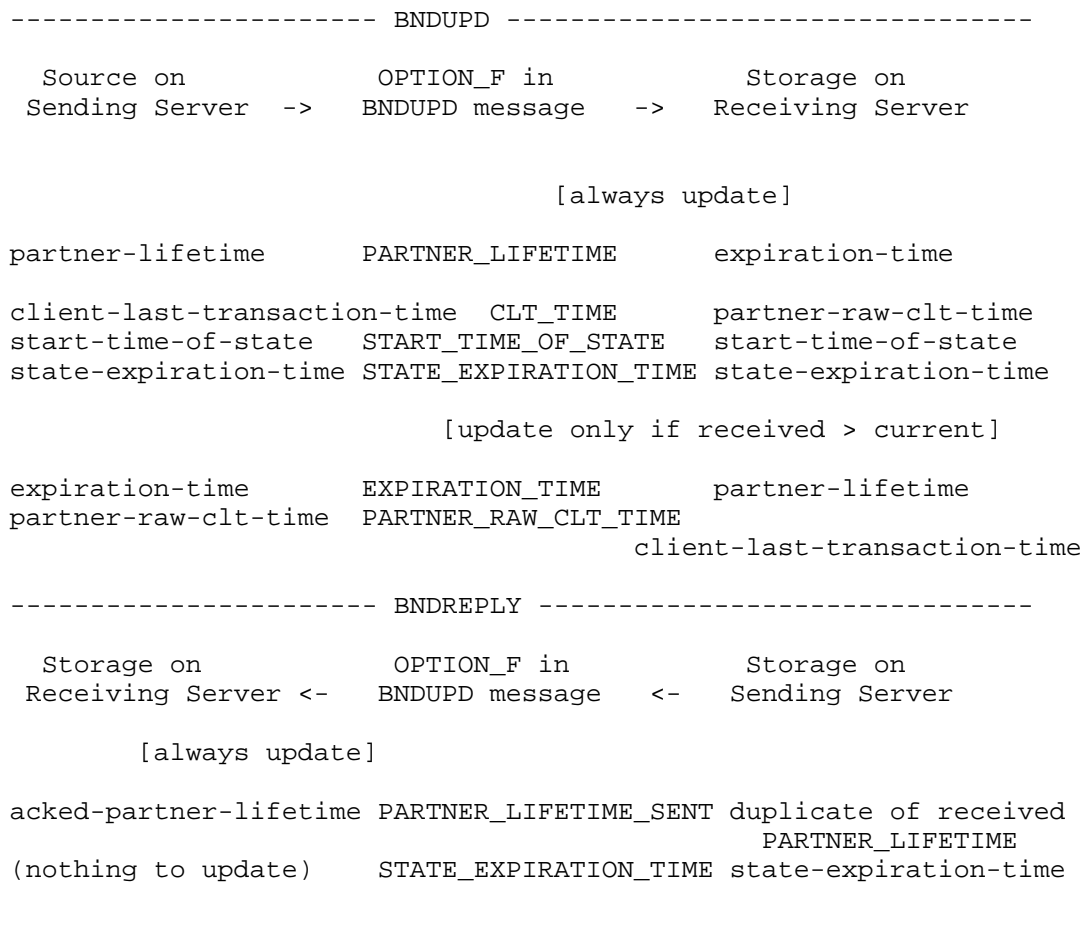 ----------------------- BNDUPD ---------------------------------
Source on OPTION_F in Storage on
Sending Server -> BNDUPD message -> Receiving Server
[always update]
partner-lifetime PARTNER_LIFETIME expiration-time
client-last-transaction-time CLT_TIME partner-raw-clt-time
start-time-of-state START_TIME_OF_STATE start-time-of-state
state-expiration-time STATE_EXPIRATION_TIME state-expiration-time
[update only if received > current]
expiration-time EXPIRATION_TIME partner-lifetime
partner-raw-clt-time PARTNER_RAW_CLT_TIME
client-last-transaction-time
----------------------- BNDREPLY -------------------------------
Storage on OPTION_F in Storage on
Receiving Server <- BNDUPD message <- Sending Server
[always update]
acked-partner-lifetime PARTNER_LIFETIME_SENT duplicate of received
PARTNER_LIFETIME
(nothing to update) STATE_EXPIRATION_TIME state-expiration-time